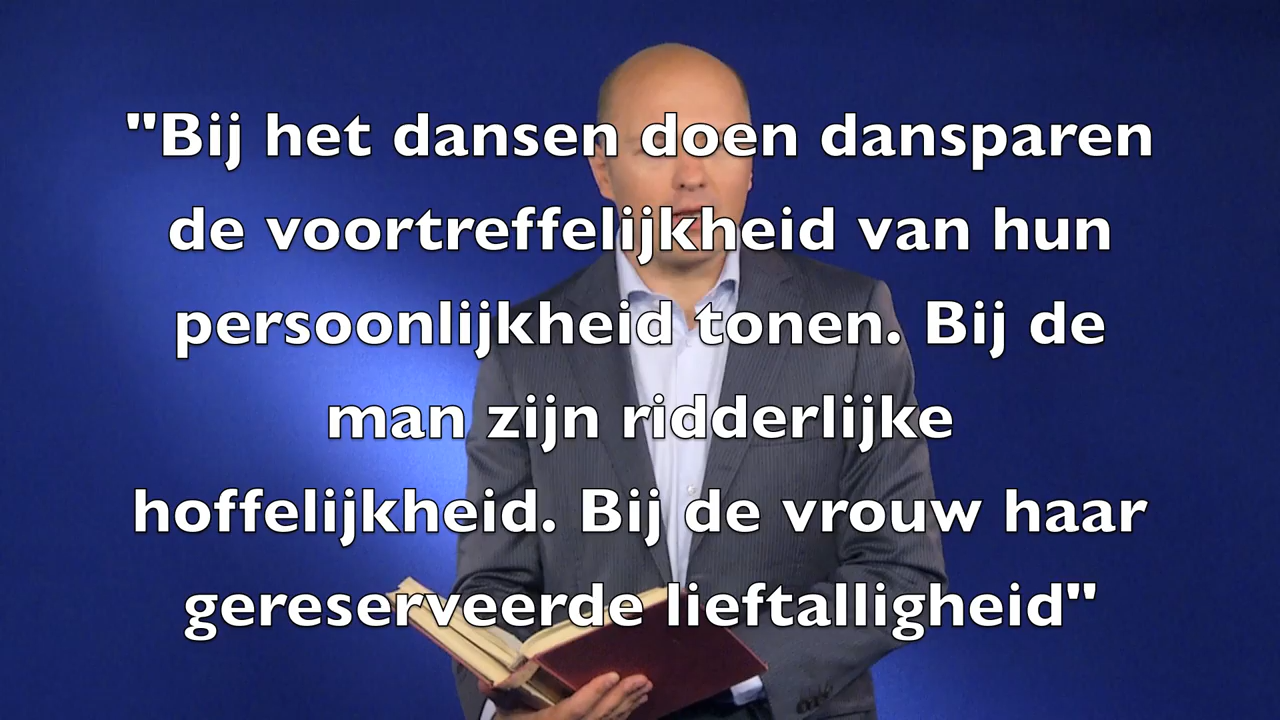 "Bij het dansen doen dansparen
de voortreffelijkheid van hun
persoonlijkheid tonen. Bij de
man zijn ridderlijke
hoffelijkheid. Bij de vrouw haar
gereserveerde lieftalligheid"